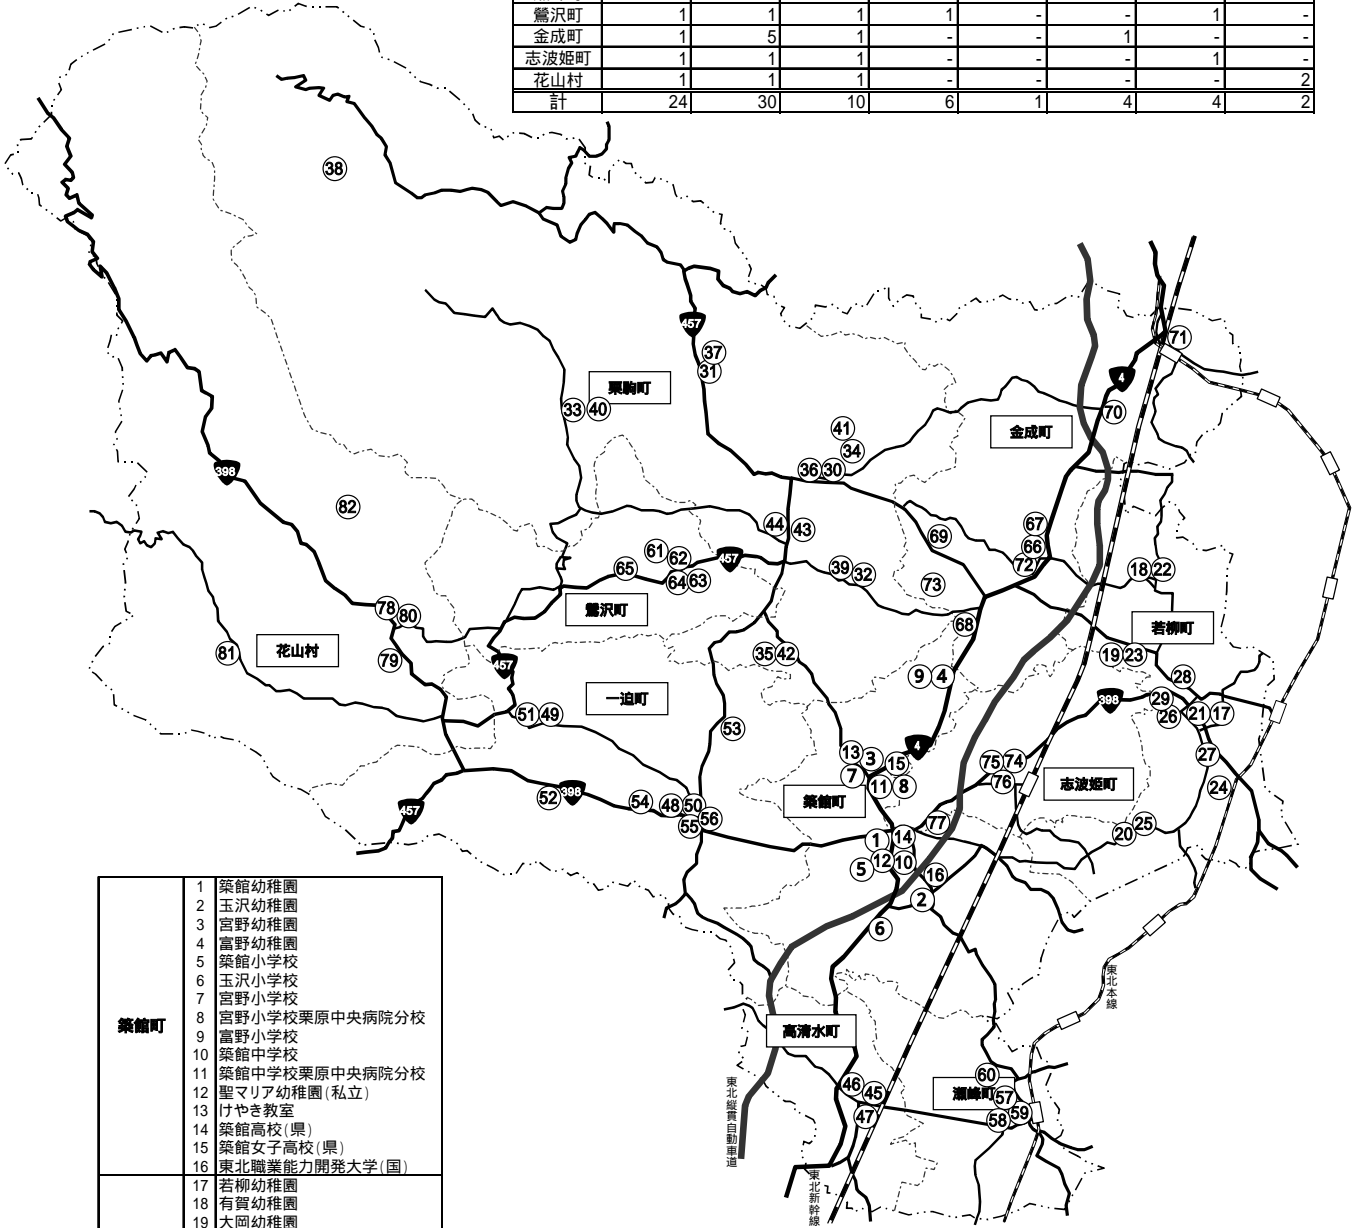 鶯沢町 1 1 1 1 - - 1 -
金成町 1 5 1 - - 1 - -
志波姫町 1 1 1 - - - 1 -
花山村 1 1 1 - - - - 2
計 24 30 10 6 1 4 4 2
38
457
37
31
71
4
栗駒町
33 40
70
41
金成町
34
36 30
398
82
44 43
67
69
66
61 62
457
72
65
39 32
18 22
64 63
73
78 80
鶯沢町
68
若柳町
81
花山村
79
35 42
19 23
457
9 4
28
一迫町
398
29
51 49
26
21 17
53
4
13 3
15
75 74
27
7
11 8
76
志波姫町
24
52
398
54
48 50
築館町
457
56
55
77
25
20
1 14
12 10
5
16
2
6
東北本線
高清水町
60
46
45
瀬峰町
57
59
47
58
東北縦貫自動車道
東北新幹線
築館町
1 築館幼稚園
2 玉沢幼稚園
3 宮野幼稚園
4 富野幼稚園
5 築館小学校
6 玉沢小学校
7 宮野小学校
8 宮野小学校栗原中央病院分校
9 富野小学校
10 築館中学校
11 築館中学校栗原中央病院分校
12 聖マリア幼稚園(私立)
13 けやき教室
14 築館高校(県)
15 築館女子高校(県)
16 東北職業能力開発大学(国)
17 若柳幼稚園
18 有賀幼稚園
19 大岡幼稚園